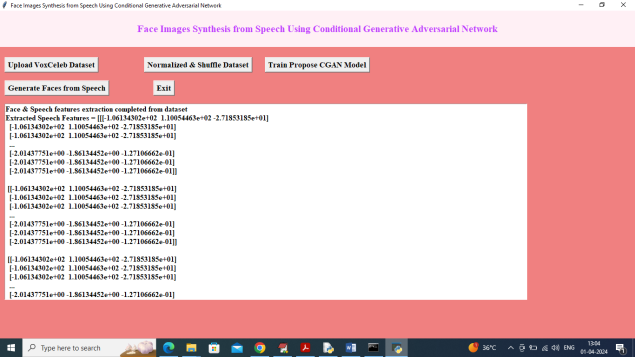 Face Images Synthesis from Speech Using Conditional Generative Adversarial Network
Face Images Synthesis from Speech Using Conditional Generative Adversarial Network
Upload VoxCeleb Dataset Normalized & Shuffle Dataset Train Propose CGAN Model
Generate Faces from Speech Exit
Face & Speech features extraction completed from dataset
Extracted Speech Features = [[[-1.06134302e+02 1.10054463e+02 -2.71853185e+01]
[-1.06134302e+02 1.10054463e+02 -2.71853185e+01]
[-1.06134302e+02 1.10054463e+02 -2.71853185e+01]
...
[-2.01437751e+00 -1.86134452e+00 -1.27106662e-01]
[-2.01437751e+00 -1.86134452e+00 -1.27106662e-01]
[-2.01437751e+00 -1.86134452e+00 -1.27106662e-01]]
[[-1.06134302e+02 1.10054463e+02 -2.71853185e+01]
[-1.06134302e+02 1.10054463e+02 -2.71853185e+01]
[-1.06134302e+02 1.10054463e+02 -2.71853185e+01]
...
[-2.01437751e+00 -1.86134452e+00 -1.27106662e-01]
[-2.01437751e+00 -1.86134452e+00 -1.27106662e-01]
[-2.01437751e+00 -1.86134452e+00 -1.27106662e-01]]
[[-1.06134302e+02 1.10054463e+02 -2.71853185e+01]
[-1.06134302e+02 1.10054463e+02 -2.71853185e+01]
[-1.06134302e+02 1.10054463e+02 -2.71853185e+01]
...
[-2.01437751e+00 -1.86134452e+00 -1.27106662e-01]
Type here to search 36°C ENG 13:04
01-04-2024